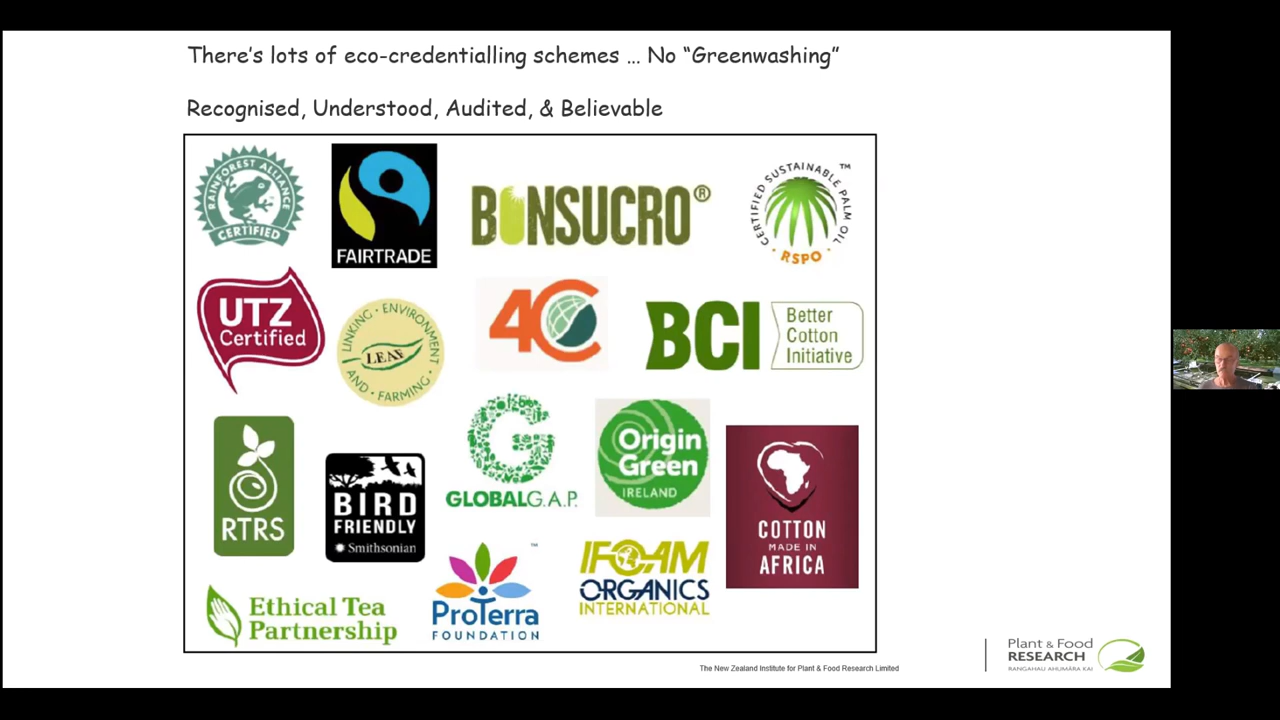 There's lots of eco-credentialling schemes … No “Greenwashing”
Recognised, Understood, Audited, & Believable
RAINFOREST ALLIANCE
CERTIFIED
FAIRTRADE
BONSUCRO®
CERTIFIED SUSTAINABLE PALM OIL
™
· RSPO ·
UTZ
Certified
LINKING · ENVIRONMENT
LEAF
AND · FARMING
4C
BCI
Better
Cotton
Initiative
RTRS
BIRD
FRIENDLY
Smithsonian
G
GLOBALG.A.P.
Origin
Green
IRELAND
COTTON
MADE IN
AFRICA
Ethical Tea
Partnership
™
ProTerra
FOUNDATION
IFOAM
ORGANICS
INTERNATIONAL
The New Zealand Institute for Plant & Food Research Limited
Plant & Food
RESEARCH
RANGAHAU AHUMĀRA KAI